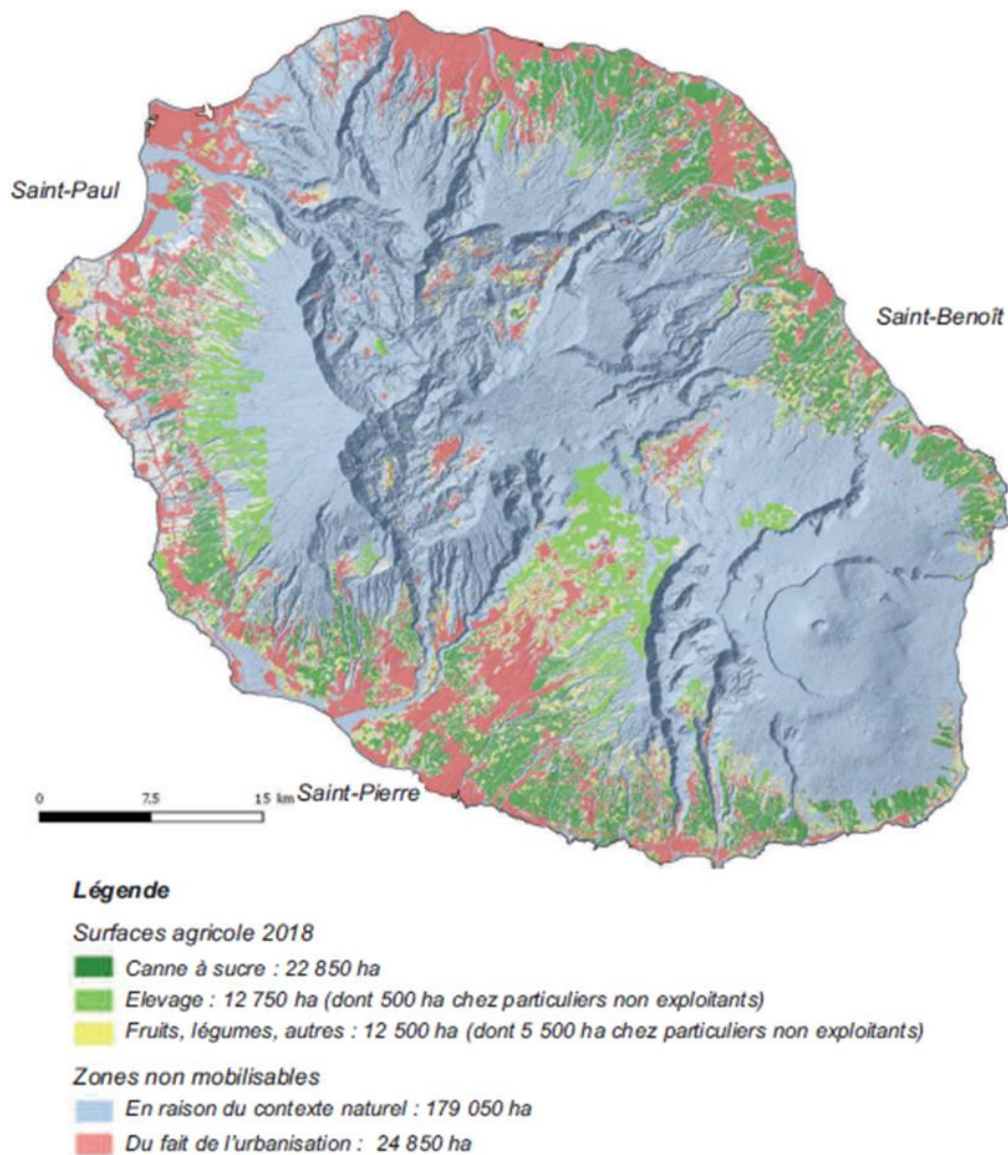 Saint-Paul
Saint-Benoît
Saint-Pierre
0 7.5 15 km
Légende
Surfaces agricole 2018
Canne à sucre : 22 850 ha
Elevage : 12 750 ha (dont 500 ha chez particuliers non exploitants)
Fruits, légumes, autres : 12 500 ha (dont 5 500 ha chez particuliers non exploitants)
Zones non mobilisables
En raison du contexte naturel : 179 050 ha
Du fait de l'urbanisation : 24 850 ha